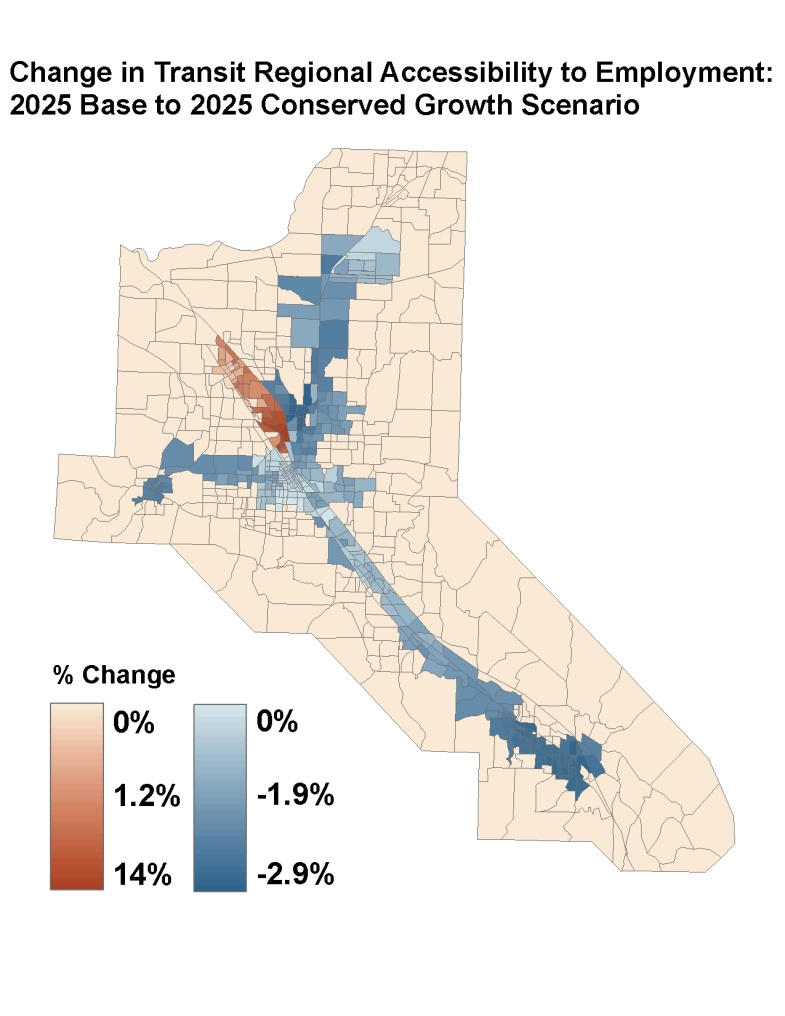 Change in Transit Regional Accessibility to Employment:
2025 Base to 2025 Conserved Growth Scenario
% Change
0%
1.2%
14%
0%
-1.9%
-2.9%